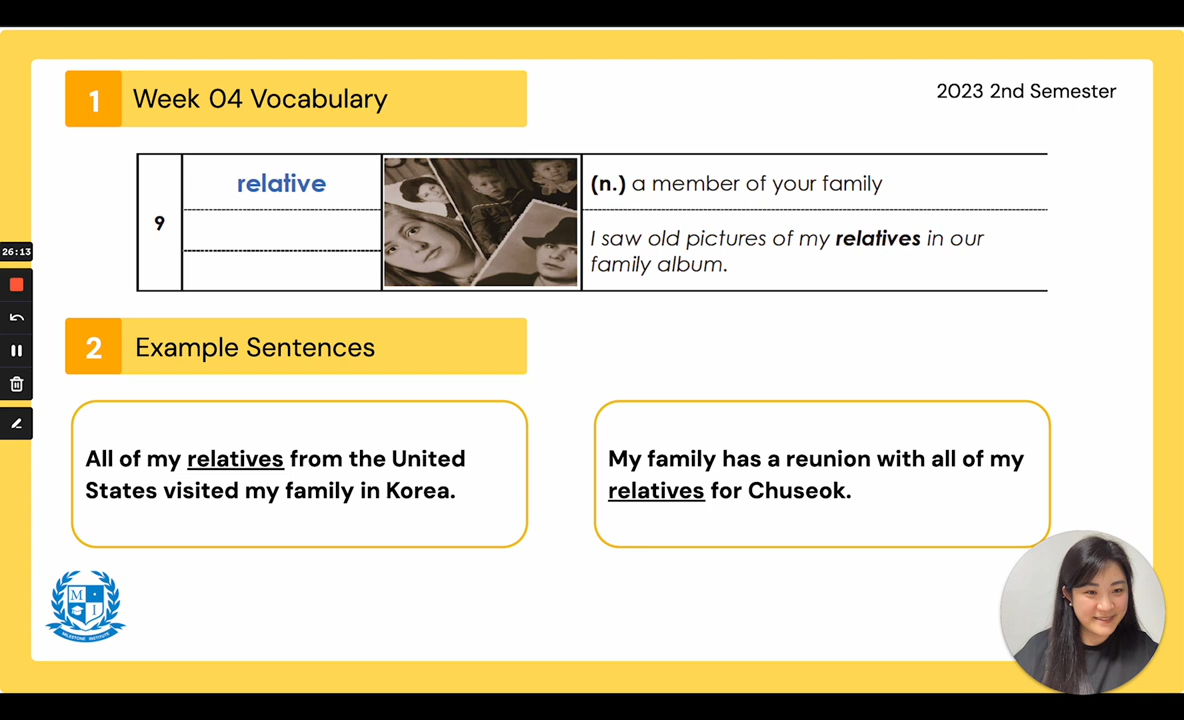 1 Week 04 Vocabulary
2023 2nd Semester
relative
(n.) a member of your family
9
I saw old pictures of my relatives in our
family album.
26:13
2 Example Sentences
All of my relatives from the United
States visited my family in Korea.
My family has a reunion with all of my
relatives for Chuseok.
M
I
MILESTONE INSTITUTE